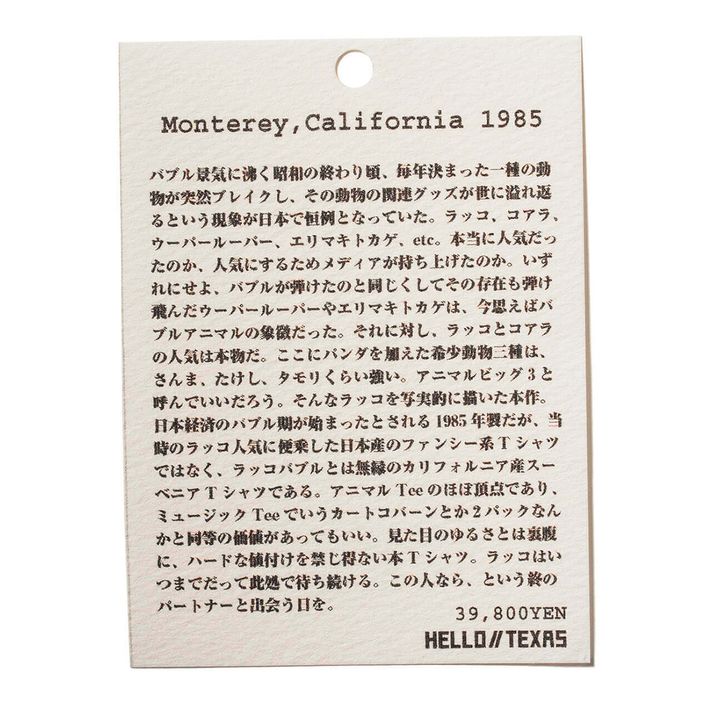 Monterey,California 1985
バブル景気に沸く昭和の終わり頃、毎年決まった一種の動
物が突然ブレイクし、その動物の関連グッズが世に溢れ返
るという現象が日本で恒例となっていた。ラッコ、コアラ、
ウーパールーパー、エリマキトカゲ、etc. 本当に人気だっ
たのか、人気にするためメディアが持ち上げたのか。いず
れにせよ、バブルが弾けたのと同じくしてその存在も弾け
飛んだウーパールーパーやエリマキトカゲは、今思えばバ
ブルアニマルの象徴だった。それに対し、ラッコとコアラ
の人気は本物だ。ここにパンダを加えた希少動物三種は、
さんま、たけし、タモリくらい強い。アニマルビッグ3と
呼んでいいだろう。そんなラッコを写実的に描いた本作。
日本経済のバブル期が始まったとされる1985年製だが、当
時のラッコ人気に便乗した日本産のファンシー系Tシャツ
ではなく、ラッコバブルとは無縁のカリフォルニア産スー
ベニアTシャツである。アニマルTeeのほぼ頂点であり、
ミュージックTeeでいうカートコバーンとか2パックなん
かと同等の価値があってもいい。見た目のゆるさとは裏腹
に、ハードな値付けを禁じ得ない本Tシャツ。ラッコはい
つまでだって此処で待ち続ける。この人なら、という終の
パートナーと出会う日を。
39,800YEN
HELLO//TEXAS